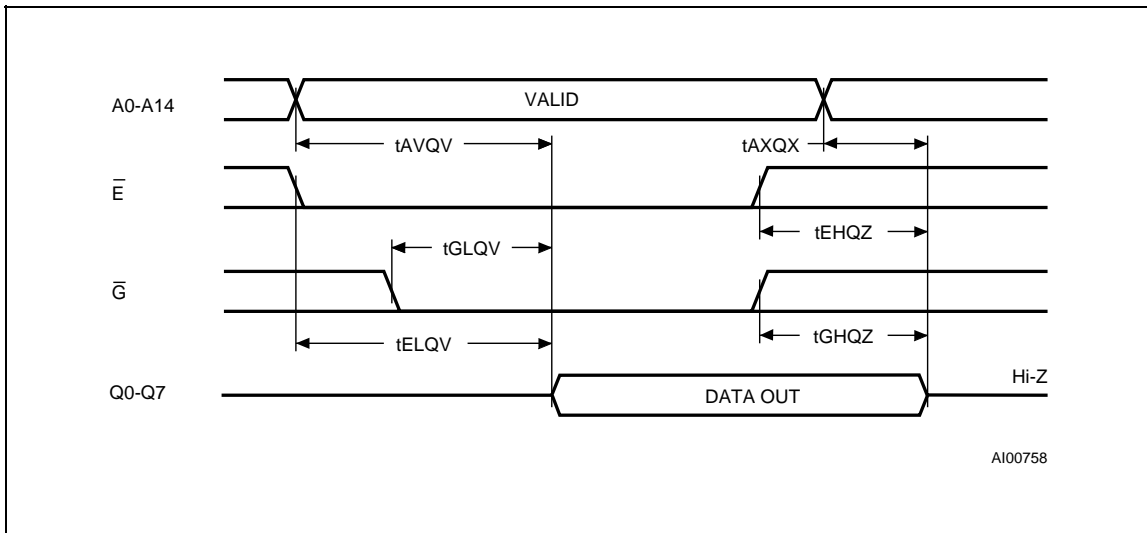 A0-A14
VALID
tAVQV
tAXQX
E̅
tEHQZ
tGLQV
G̅
tELQV
tGHQZ
Q0-Q7
DATA OUT
Hi-Z
AI00758